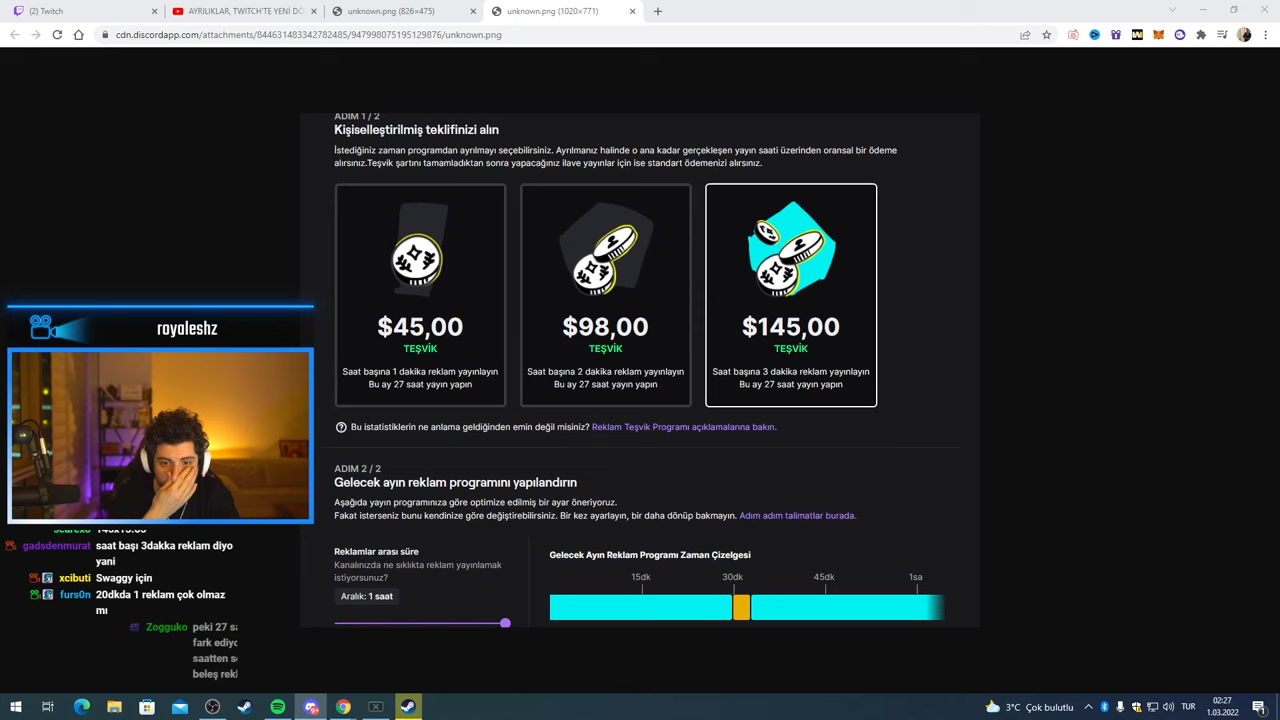 (2) Twitch
AYRILIKLAR, TWITCH'TE YENİ DÖ
unknown.png (826×475)
unknown.png (1020×771)
cdn.discordapp.com/attachments/844631483342782485/947998075195129876/unknown.png
ADIM 1 / 2
Kişiselleştirilmiş teklifinizi alın
İstediğiniz zaman programdan ayrılmayı seçebilirsiniz. Ayrılmanız halinde o ana kadar gerçekleşen yayın saati üzerinden oransal bir ödeme
alırsınız.Teşvik şartını tamamladıktan sonra yapacağınız ilave yayınlar için ise standart ödemenizi alırsınız.
$45,00
TEŞVİK
Saat başına 1 dakika reklam yayınlayın
Bu ay 27 saat yayın yapın
$98,00
TEŞVİK
Saat başına 2 dakika reklam yayınlayın
Bu ay 27 saat yayın yapın
$145,00
TEŞVİK
Saat başına 3 dakika reklam yayınlayın
Bu ay 27 saat yayın yapın
Bu istatistiklerin ne anlama geldiğinden emin değil misiniz? Reklam Teşvik Programı açıklamalarına bakın.
ADIM 2 / 2
Gelecek ayın reklam programını yapılandırın
Aşağıda yayın programınıza göre optimize edilmiş bir ayar öneriyoruz.
Fakat isterseniz bunu kendinize göre değiştirebilirsiniz. Bir kez ayarlayın, bir daha dönüp bakmayın. Adım adım talimatlar burada.
Reklamlar arası süre
Kanalınızda ne sıklıkta reklam yayınlamak
istiyorsunuz?
Aralık: 1 saat
Gelecek Ayın Reklam Programı Zaman Çizelgesi
15dk 30dk 45dk 1sa
royaleshz
gadsdenmurat saat başı 3dakka reklam diyo
yani
xcibuti Swaggy için
furs0n 20dkda 1 reklam çok olmaz
mı
Zogguko peki 27 sa
fark ediyo
saatten so
beleş rekl
3°C Çok bulutlu
TUR
02:27
1.03.2022